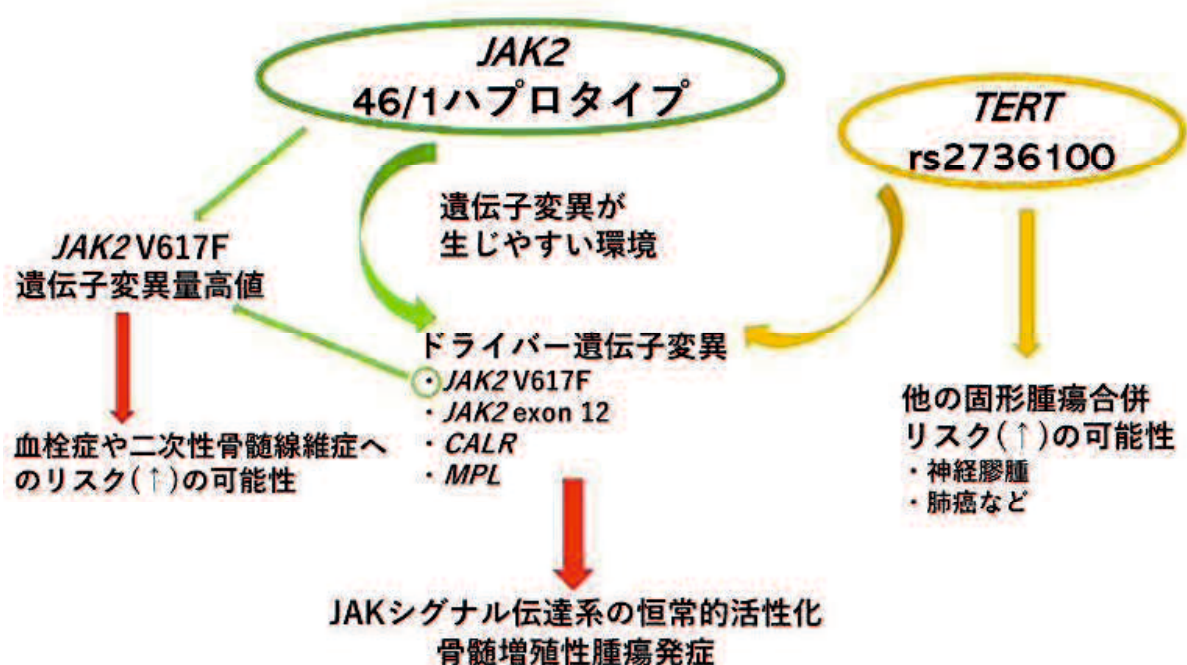 JAK2
46/1ハプロタイプ
TERT
rs2736100
遺伝子変異が
生じやすい環境
JAK2 V617F
遺伝子変異量高値
ドライバー遺伝子変異
・JAK2 V617F
・JAK2 exon 12
・CALR
・MPL
血栓症や二次性骨髄線維症へ
のリスク(↑)の可能性
他の固形腫瘍合併
リスク(↑)の可能性
・神経膠腫
・肺癌など
JAKシグナル伝達系の恒常的活性化
骨髄増殖性腫瘍発症